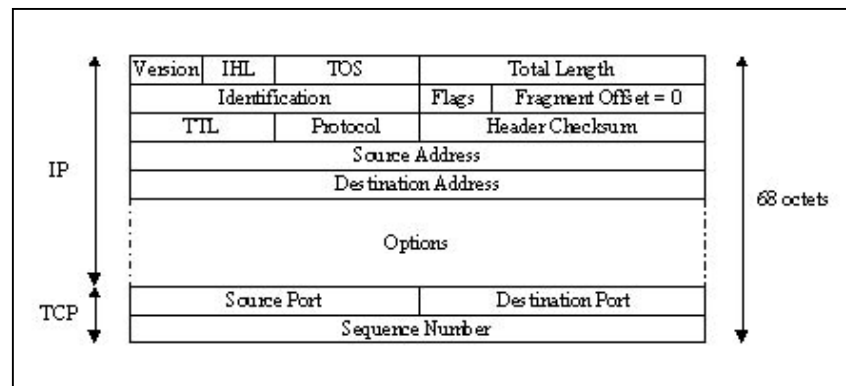 Version IHL TOS Total Length
Identification Flags Fragment Offset = 0
TTL Protocol Header Checksum
Source Address
IP
Destination Address
68 octets
Options
Source Port Destination Port
TCP
Sequence Number